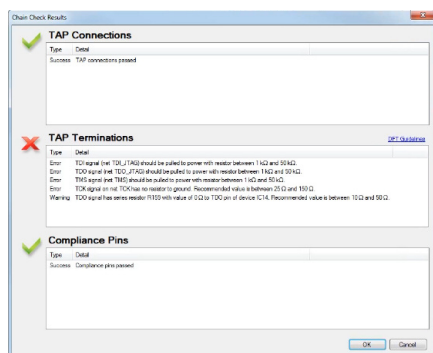 Chain Check Results
TAP Connections
Type Detail
Success TAP connections passed
TAP Terminations
DFT Guidelines
Type Detail
Error TDI signal (net TDI_JTAG) should be pulled to power with resistor between 1 kΩ and 50 kΩ.
Error TDO signal (net TDO_JTAG) should be pulled to power with resistor between 1 kΩ and 50 kΩ.
Error TMS signal (net TMS) should be pulled to power with resistor between 1 kΩ and 50 kΩ.
Error TCK signal on net TCK has no resistor to ground. Recommended value is between 25 Ω and 150 Ω.
Warning TDO signal has series resistor R159 with value of 0 Ω to TDO pin of device IC14. Recommended value is between 10 Ω and 50 Ω.
Compliance Pins
Type Detail
Success Compliance pins passed
OK Cancel